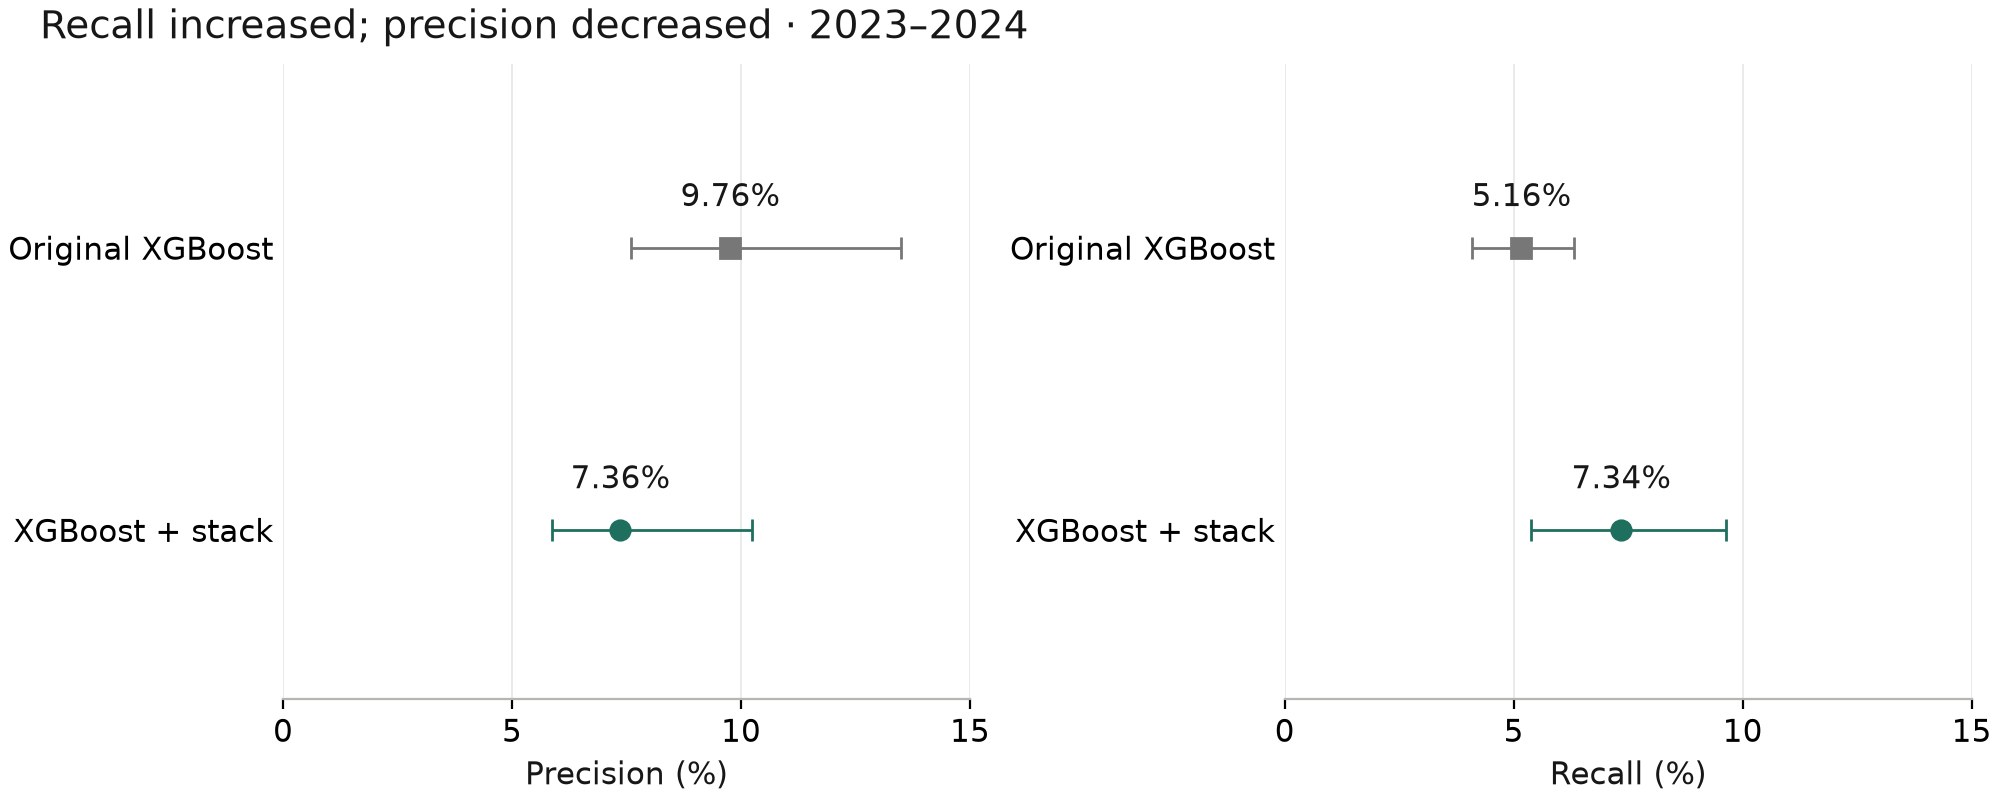 Recall increased; precision decreased · 2023–2024
9.76%
Original XGBoost
7.36%
XGBoost + stack
0 5 10 15
Precision (%)
5.16%
Original XGBoost
7.34%
XGBoost + stack
0 5 10 15
Recall (%)